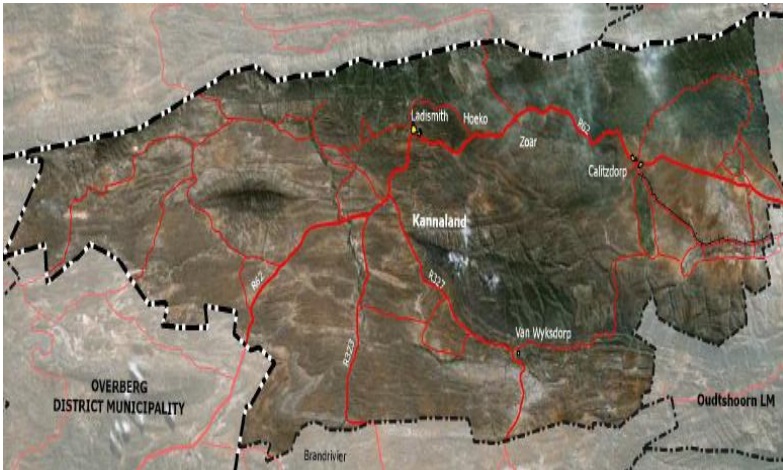 Ladismith
Hoeko
Zoar
R62
Calitzdorp
Kannaland
R62
R327
R323
Van Wyksdorp
OVERBERG
DISTRICT MUNICIPALITY
Oudtshoorn LM
Brandrivier